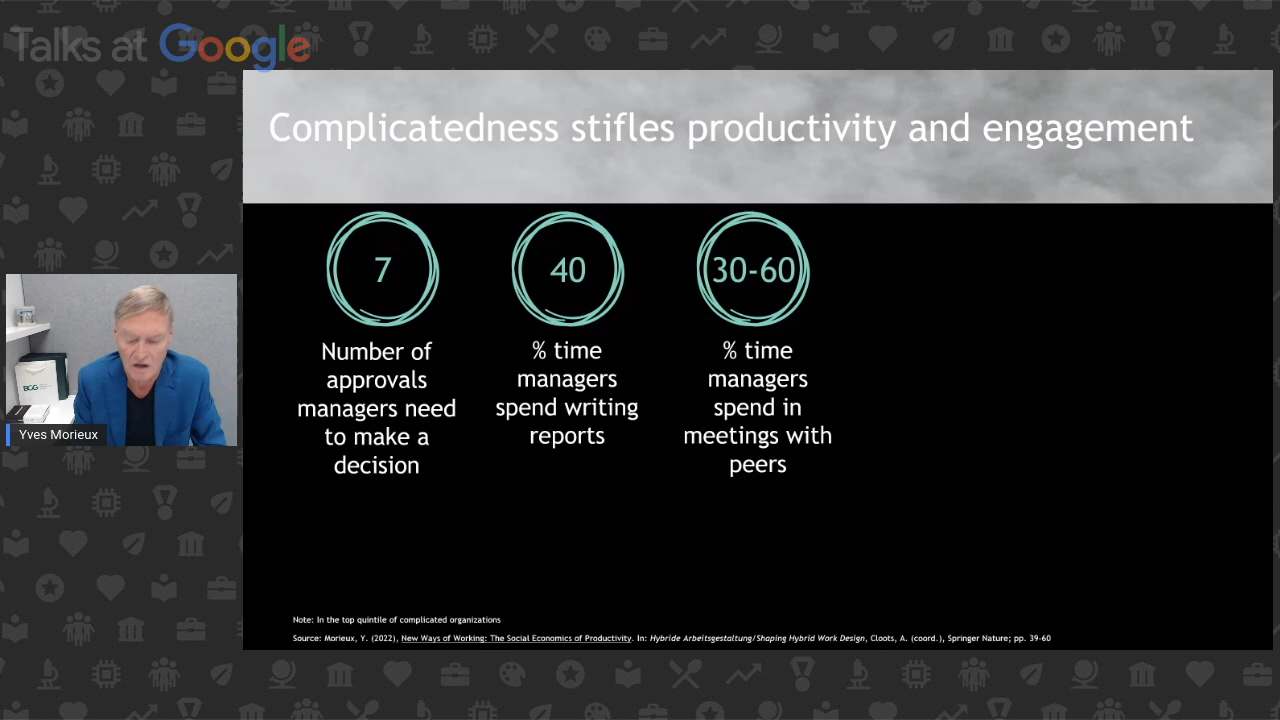 Talks at Google
Complicatedness stifles productivity and engagement
7
Number of
approvals
managers need
to make a
decision
40
% time
managers
spend writing
reports
30-60
% time
managers
spend in
meetings with
peers
BCG
Yves Morieux
Note: In the top quintile of complicated organizations
Source: Morieux, Y. (2022), New Ways of Working: The Social Economics of Productivity. In: Hybride Arbeitsgestaltung/Shaping Hybrid Work Design, Cloots, A. (coord.), Springer Nature; pp. 39-60